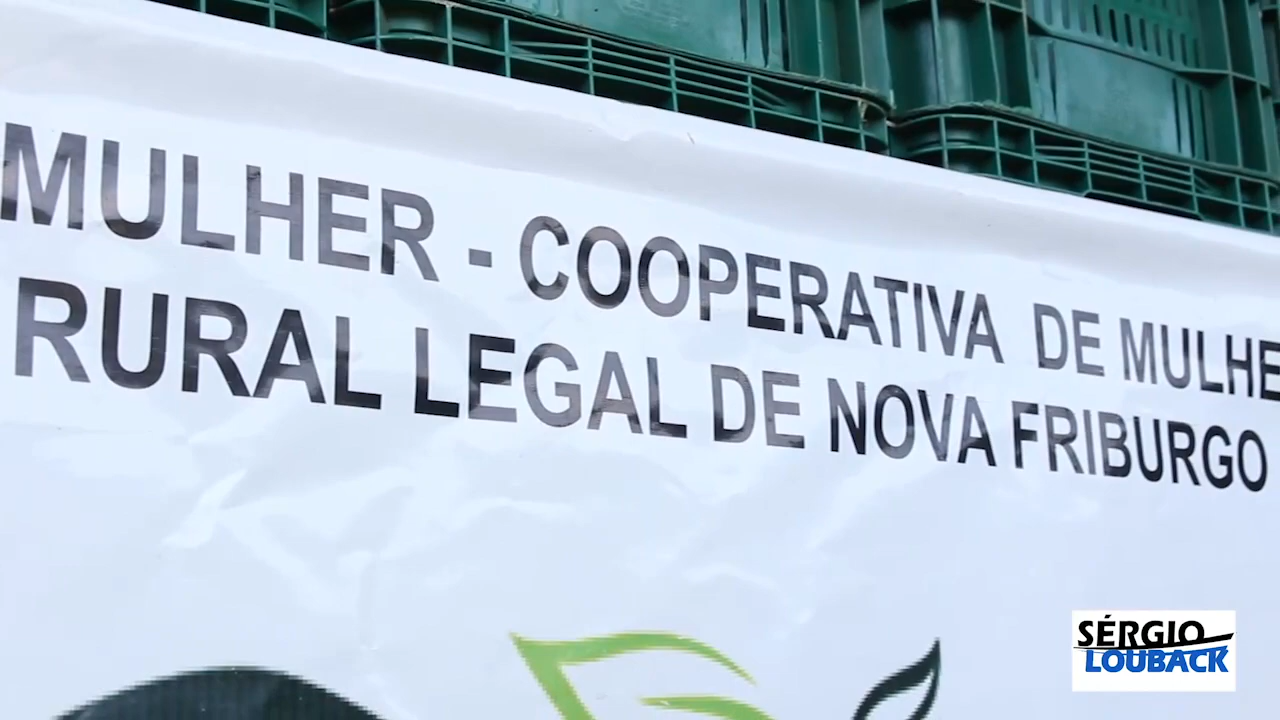 MULHER - COOPERATIVA DE MULHE
RURAL LEGAL DE NOVA FRIBURGO
SÉRGIO
LOUBACK